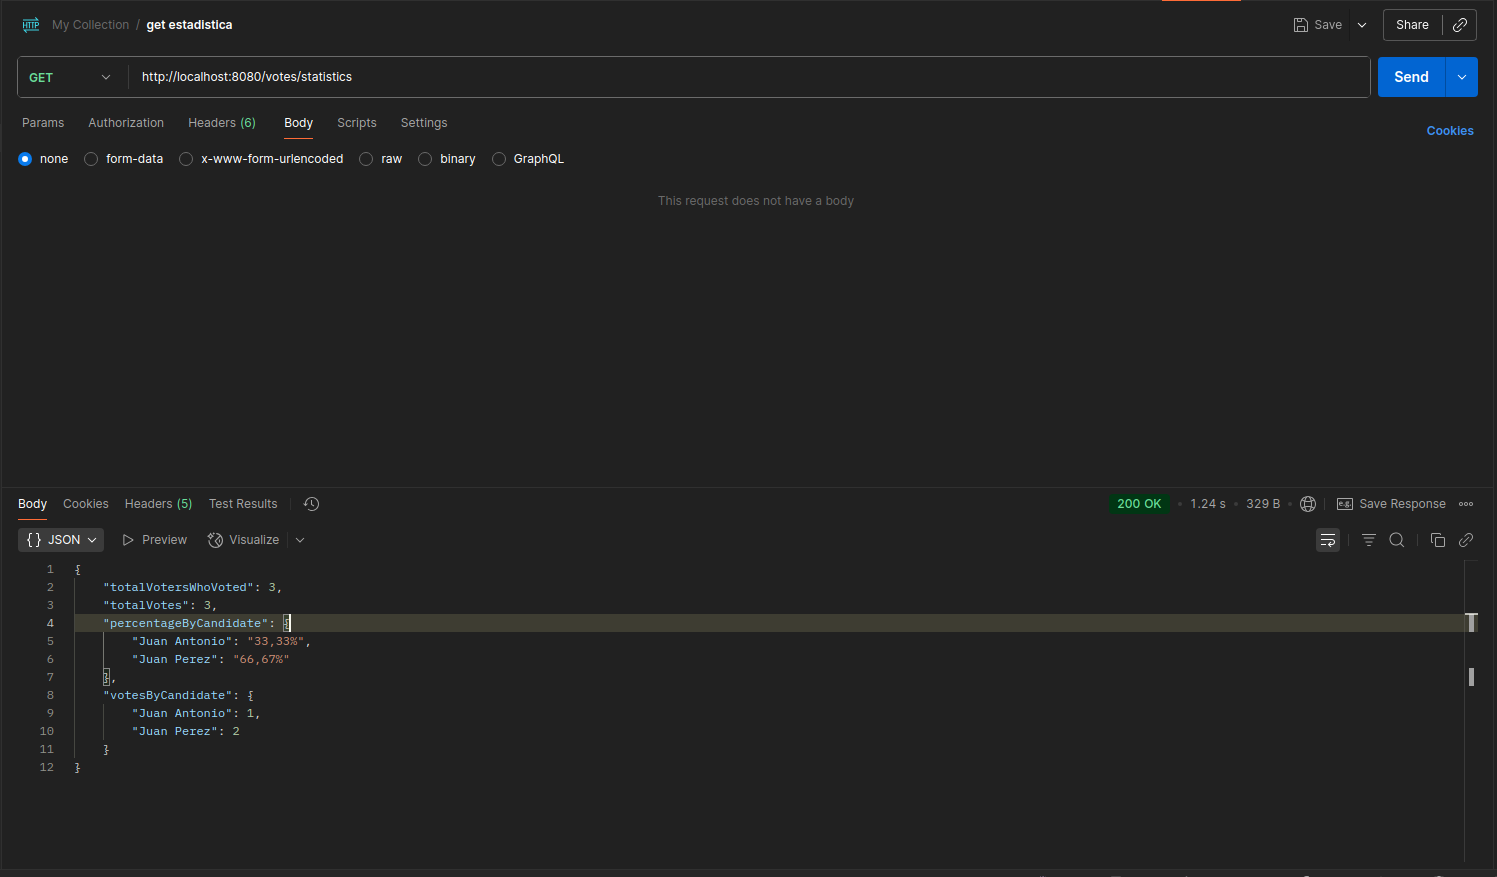 HTTP My Collection / get estadistica Save Share
GET http://localhost:8080/votes/statistics Send
Params Authorization Headers (6) Body Scripts Settings Cookies
none form-data x-www-form-urlencoded raw binary GraphQL
This request does not have a body
Body Cookies Headers (5) Test Results 200 OK • 1.24 s • 329 B • e.g. Save Response
{} JSON Preview Visualize
1 {
2 "totalVotersWhoVoted": 3,
3 "totalVotes": 3,
4 "percentageByCandidate": {
5 "Juan Antonio": "33,33%",
6 "Juan Perez": "66,67%"
7 },
8 "votesByCandidate": {
9 "Juan Antonio": 1,
10 "Juan Perez": 2
11 }
12 }